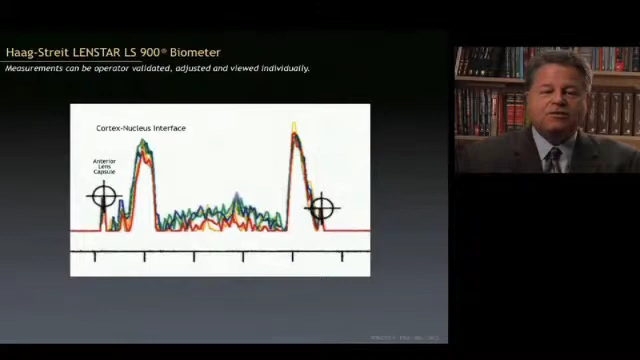 Haag-Streit LENSTAR LS 900® Biometer
Measurements can be operator validated, adjusted and viewed individually.
Cortex-Nucleus Interface
Anterior
Lens
Capsule